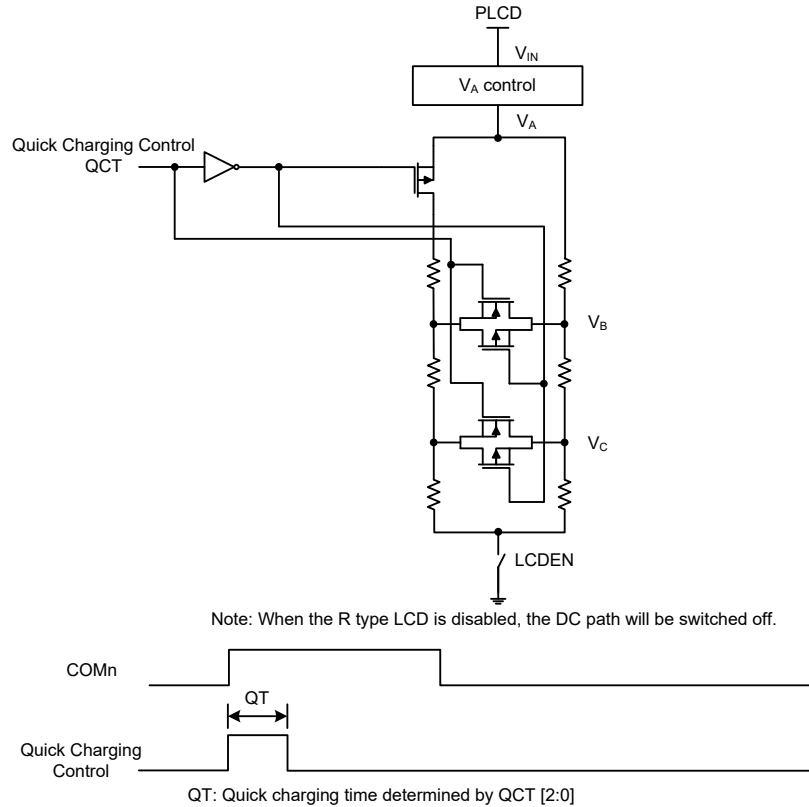 PLCD
V_IN
V_A control
V_A
Quick Charging Control
QCT
V_B
V_C
LCDEN
Note: When the R type LCD is disabled, the DC path will be switched off.
COMn
QT
Quick Charging
Control
QT: Quick charging time determined by QCT [2:0]